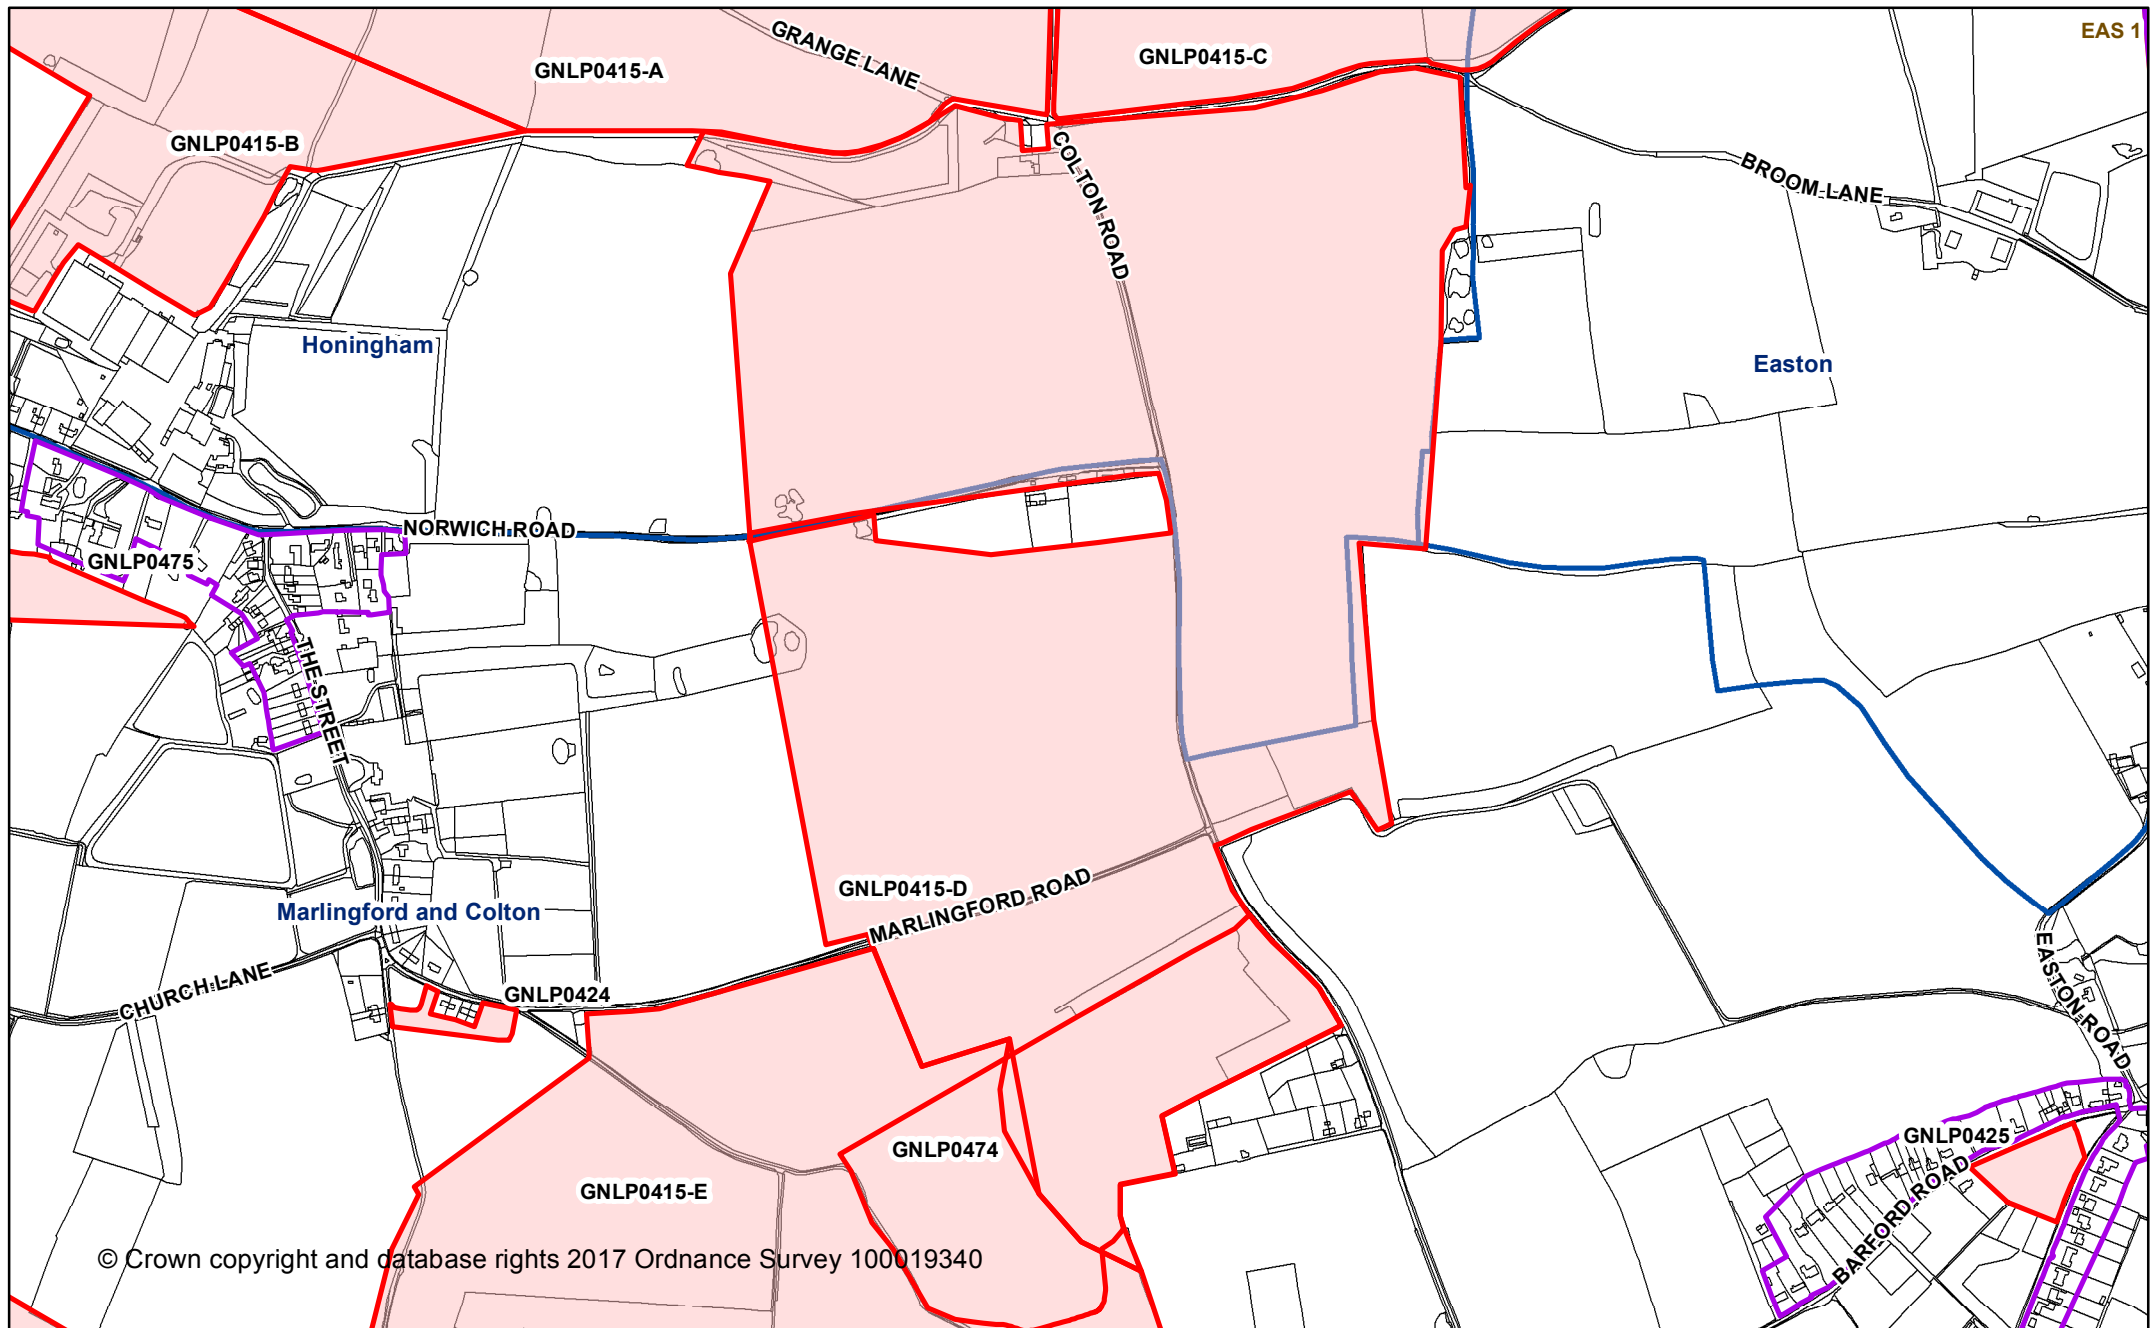 EAS 1
GRANGE LANE
GNLP0415-C
GNLP0415-A
GNLP0415-B
COLTON ROAD
BROOM LANE
Honingham
Easton
NORWICH ROAD
GNLP0475
THE STREET
GNLP0415-D
MARLINGFORD ROAD
Marlingford and Colton
CHURCH LANE
GNLP0424
EASTON ROAD
GNLP0425
GNLP0474
GNLP0415-E
BARFORD ROAD
© Crown copyright and database rights 2017 Ordnance Survey 100019340